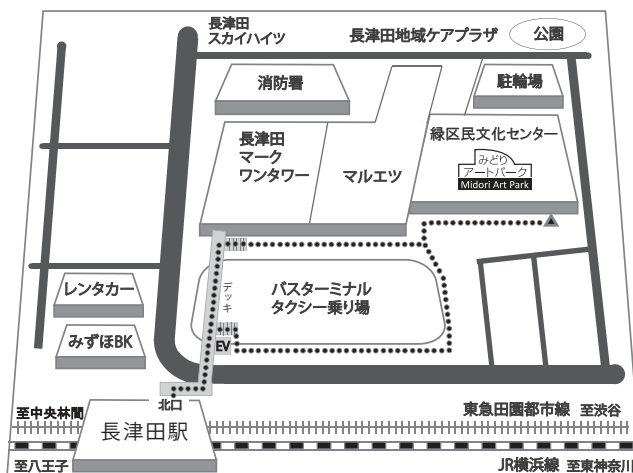 長津田
スカイハイツ
長津田地域ケアプラザ
公園
消防署
駐輪場
長津田
マーク
ワンタワー
マルエツ
緑区民文化センター
みどり
アートパーク
Midori Art Park
レンタカー
デッキ
バスターミナル
タクシー乗り場
みずほBK
EV
北口
至中央林間
東急田園都市線 至渋谷
長津田駅
至八王子
JR横浜線 至東神奈川